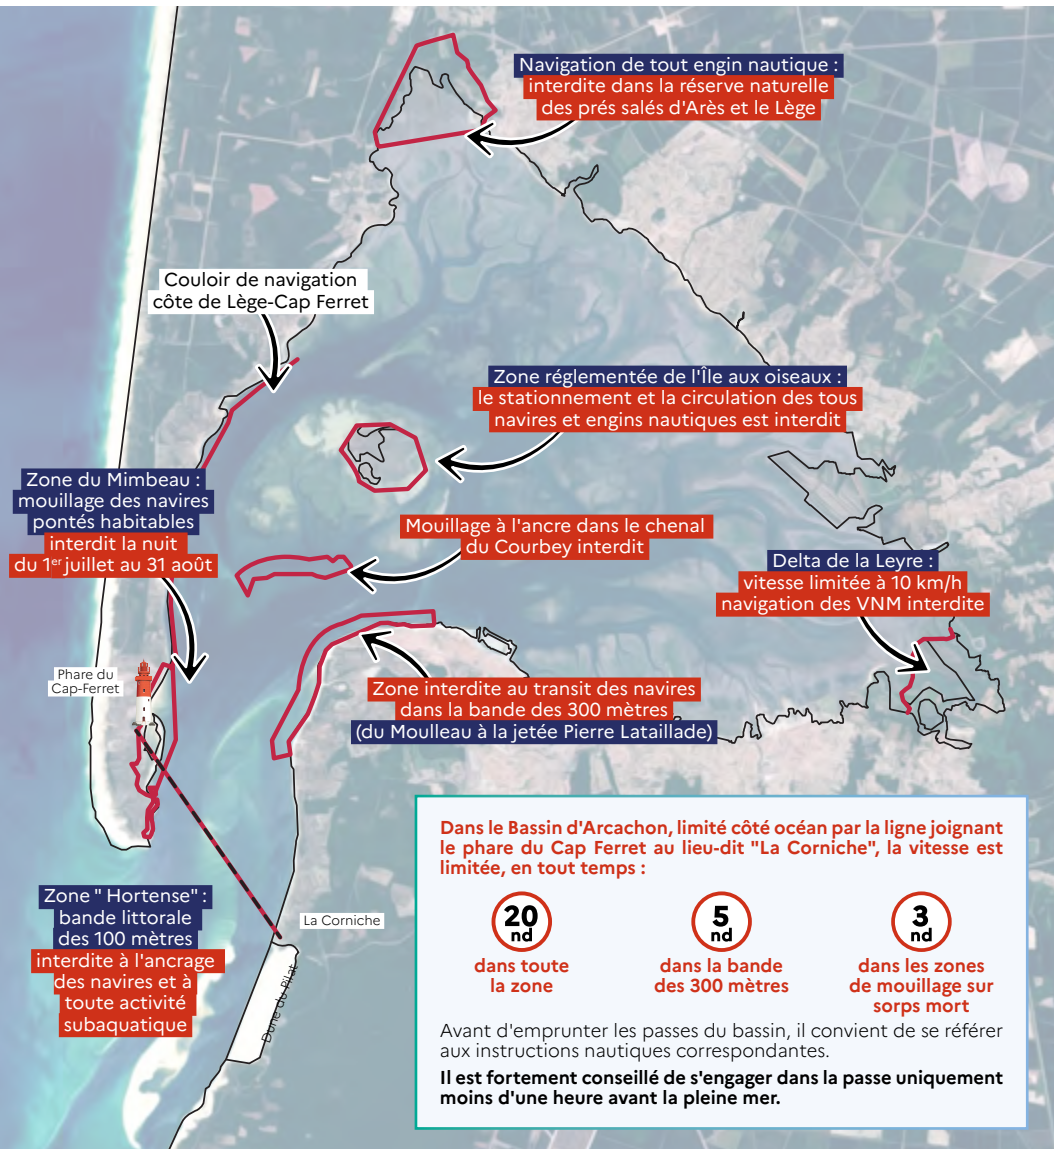 Navigation de tout engin nautique :
interdite dans la réserve naturelle
des prés salés d'Arès et le Lège
Couloir de navigation
côte de Lège-Cap Ferret
Zone réglementée de l'Île aux oiseaux :
le stationnement et la circulation des tous
navires et engins nautiques est interdit
Zone du Mimbeau :
mouillage des navires
pontés habitables
interdit la nuit
du 1er juillet au 31 août
Mouillage à l'ancre dans le chenal
du Courbey interdit
Delta de la Leyre :
vitesse limitée à 10 km/h
navigation des VNM interdite
Phare du
Cap-Ferret
Zone interdite au transit des navires
dans la bande des 300 mètres
(du Moulleau à la jetée Pierre Lataillade)
Zone " Hortense" :
bande littorale
des 100 mètres
interdite à l'ancrage
des navires et à
toute activité
subaquatique
La Corniche
Dune du Pilat
Dans le Bassin d'Arcachon, limité côté océan par la ligne joignant
le phare du Cap Ferret au lieu-dit "La Corniche", la vitesse est
limitée, en tout temps :
20
nd
dans toute
la zone
5
nd
dans la bande
des 300 mètres
3
nd
dans les zones
de mouillage sur
sorps mort
Avant d'emprunter les passes du bassin, il convient de se référer
aux instructions nautiques correspondantes.
Il est fortement conseillé de s'engager dans la passe uniquement
moins d'une heure avant la pleine mer.